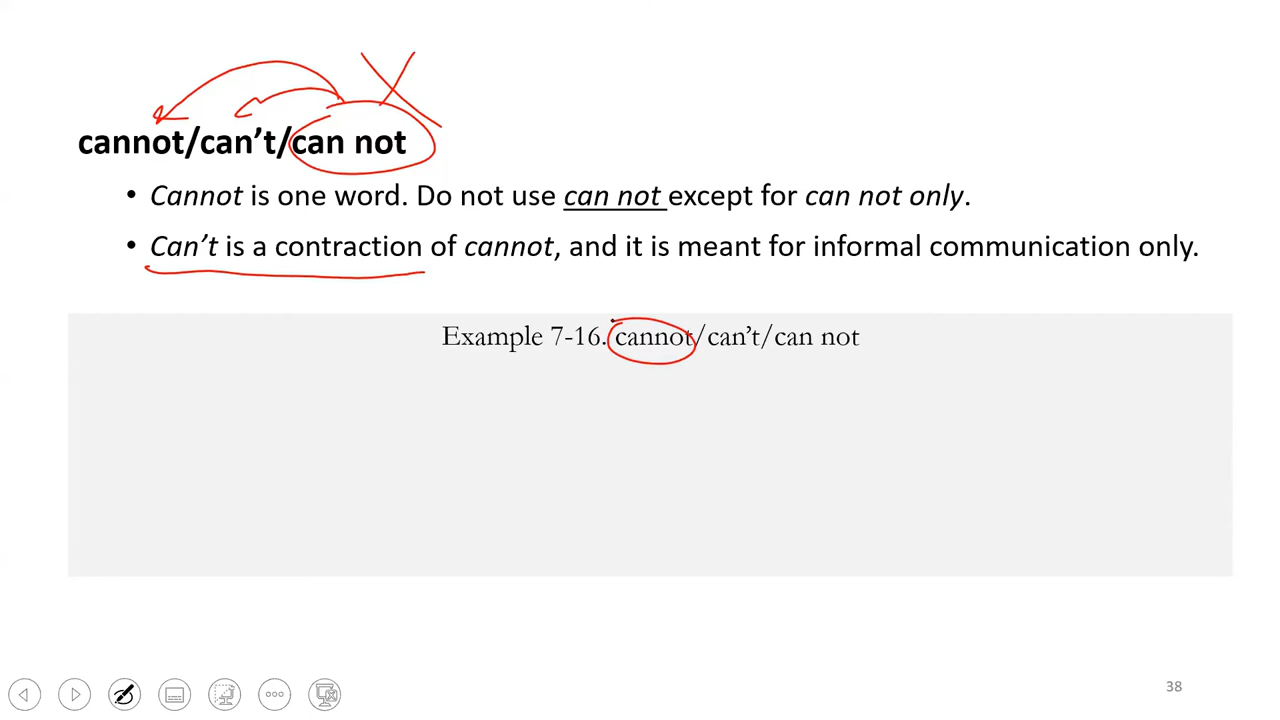 cannot/can’t/can not
• Cannot is one word. Do not use can not except for can not only.
• Can’t is a contraction of cannot, and it is meant for informal communication only.
Example 7-16. cannot/can’t/can not
38